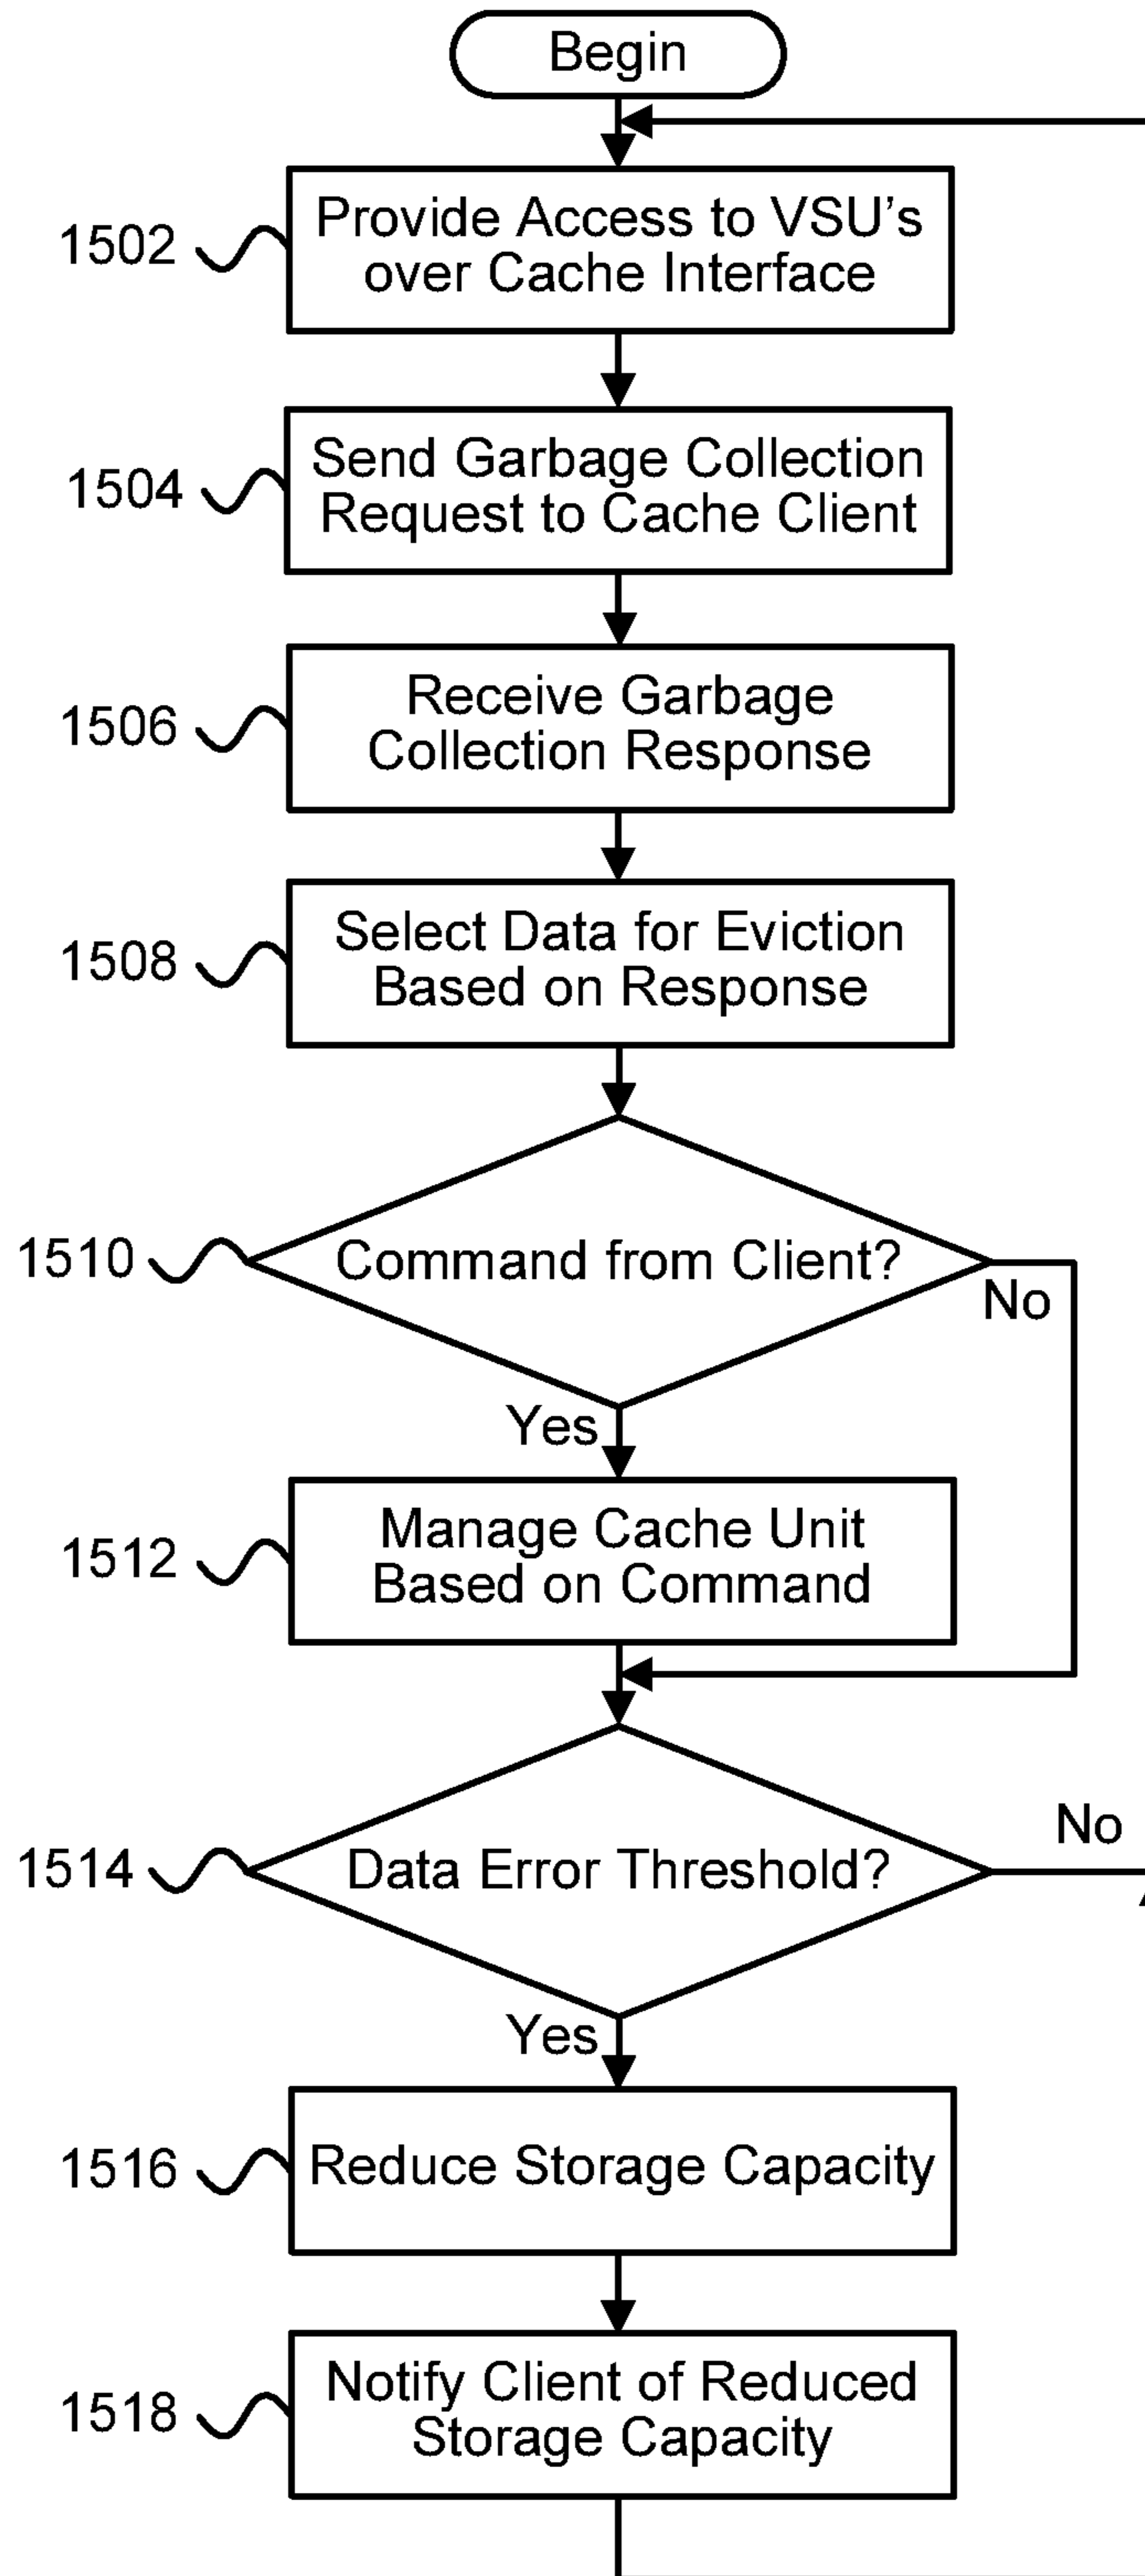 Begin
1502
Provide Access to VSU's
over Cache Interface
1504
Send Garbage Collection
Request to Cache Client
1506
Receive Garbage
Collection Response
1508
Select Data for Eviction
Based on Response
1510
Command from Client?
No
Yes
1512
Manage Cache Unit
Based on Command
1514
Data Error Threshold?
No
Yes
1516
Reduce Storage Capacity
1518
Notify Client of Reduced
Storage Capacity